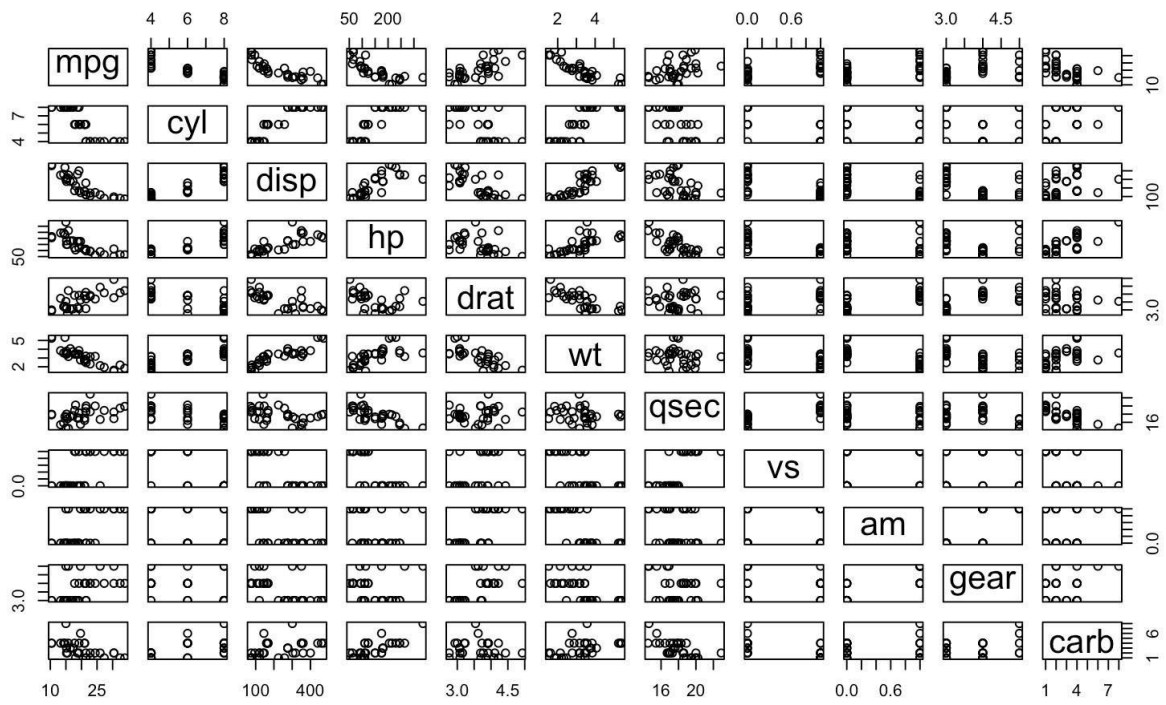 4 6 8 50 200 2 4 0.0 0.6 3.0 4.5
mpg 10
7 4 cyl
disp 100
50 hp
drat 3.0
5 2 wt
qsec 16
0.0 vs
am 0.0
3.0 gear
carb 6 1
10 25 100 400 3.0 4.5 16 20 0.0 0.6 1 4 7